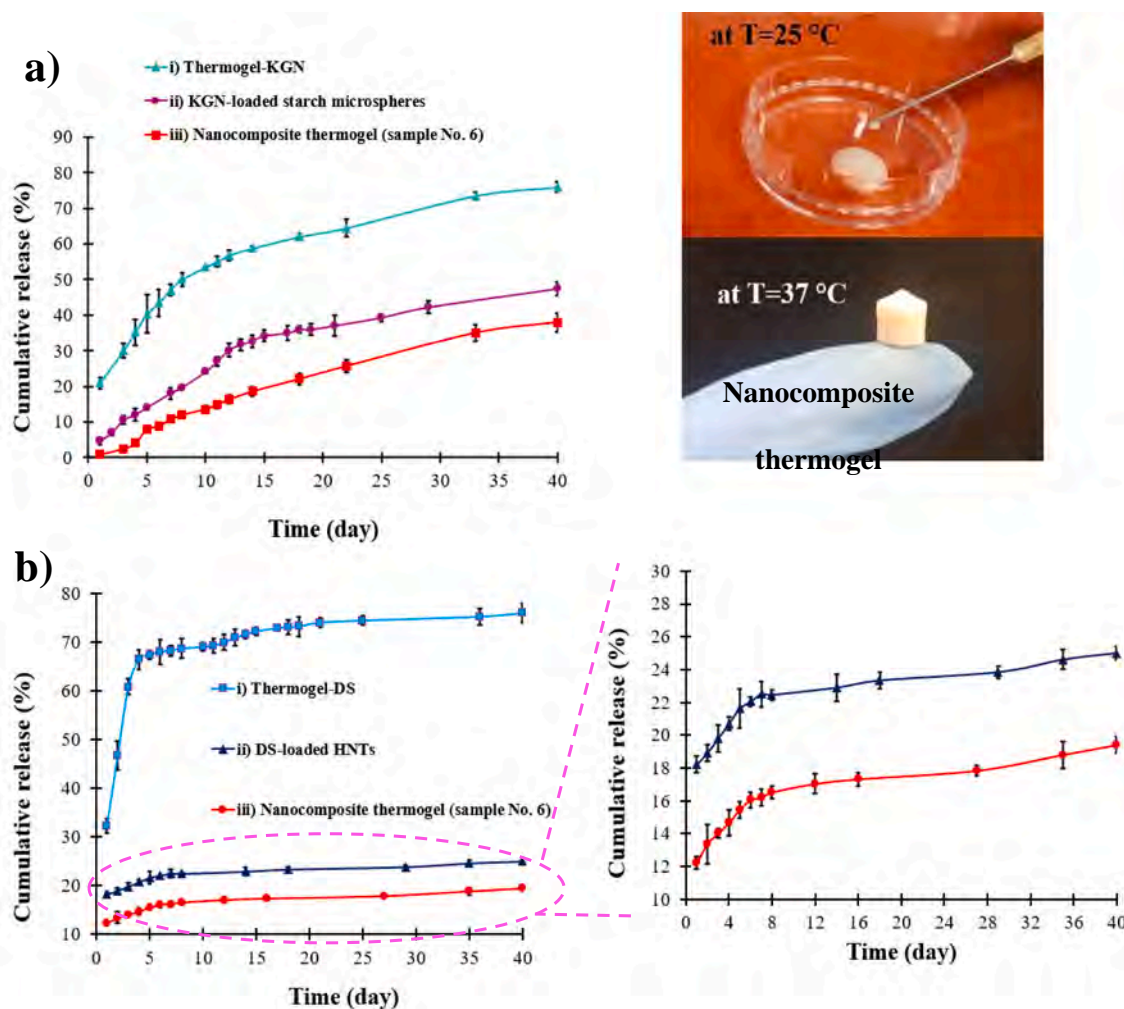 a)
i) Thermogel-KGN
ii) KGN-loaded starch microspheres
iii) Nanocomposite thermogel (sample No. 6)
Cumulative release (%)
90
80
70
60
50
40
30
20
10
0
0 5 10 15 20 25 30 35 40
Time (day)
at T=25 °C
at T=37 °C
Nanocomposite
thermogel
b)
Cumulative release (%)
80
70
60
50
40
30
20
10
i) Thermogel-DS
ii) DS-loaded HNTs
iii) Nanocomposite thermogel (sample No. 6)
0 5 10 15 20 25 30 35 40
Time (day)
Cumulative release (%)
30
28
26
24
22
20
18
16
14
12
10
0 4 8 12 16 20 24 28 32 36 40
Time (day)